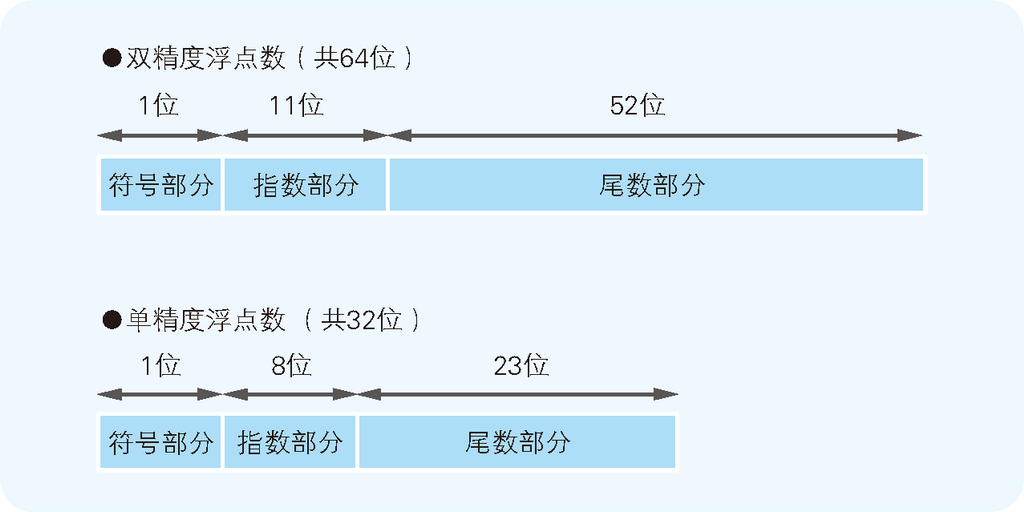 ●双精度浮点数（共64位）
1位 11位 52位
符号部分 指数部分 尾数部分
●单精度浮点数（共32位）
1位 8位 23位
符号部分 指数部分 尾数部分